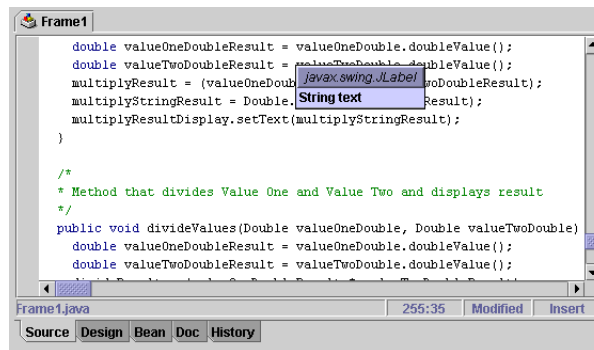 Frame1
double valueOneDoubleResult = valueOneDouble.doubleValue();
double valueTwoDoubleResult = valueTwoDouble.doubleValue();
multiplyResult = (valueOneDoub woDoubleResult);
javax.swing.JLabel
multiplyStringResult = Double. Result);
String text
multiplyResultDisplay.setText(multiplyStringResult);
}
/*
* Method that divides Value One and Value Two and displays result
*/
public void divideValues(Double valueOneDouble, Double valueTwoDouble)
double valueOneDoubleResult = valueOneDouble.doubleValue();
double valueTwoDoubleResult = valueTwoDouble.doubleValue();
Frame1.java 255:35 Modified Insert
Source Design Bean Doc History